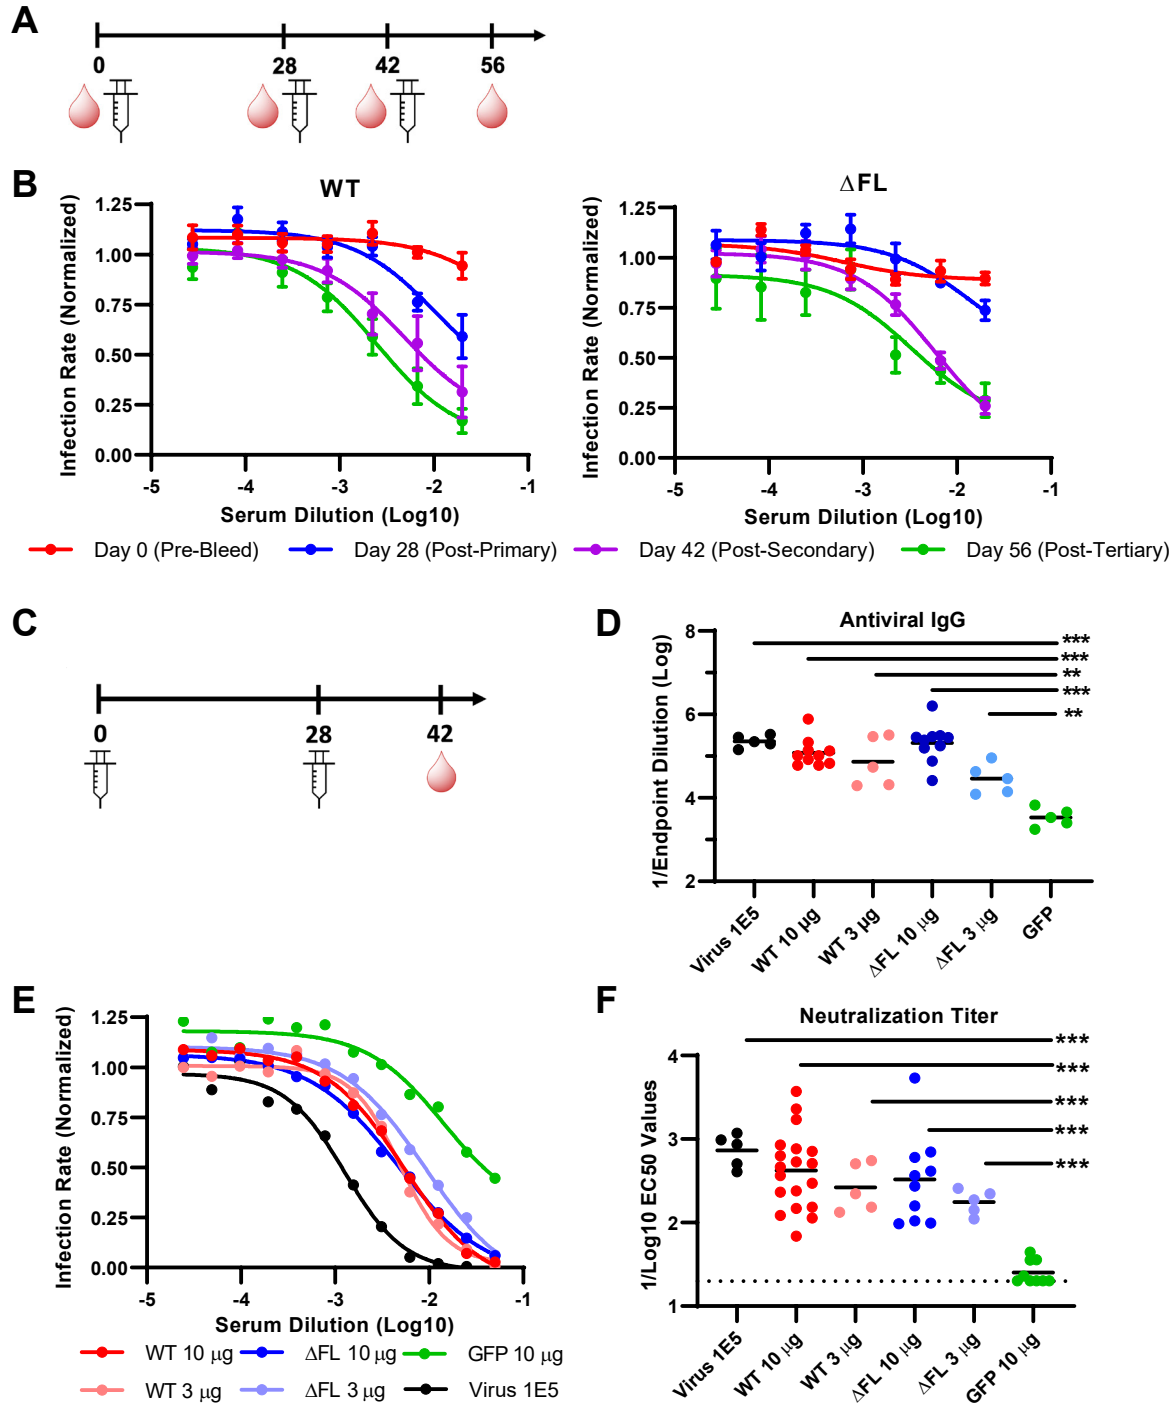 A
0 28 42 56
B
WT
ΔFL
Infection Rate (Normalized)
1.25
1.00
0.75
0.50
0.25
0.00
-5 -4 -3 -2 -1
Serum Dilution (Log10)
Infection Rate (Normalized)
1.25
1.00
0.75
0.50
0.25
0.00
-5 -4 -3 -2 -1
Serum Dilution (Log10)
Day 0 (Pre-Bleed) Day 28 (Post-Primary) Day 42 (Post-Secondary) Day 56 (Post-Tertiary)
C
0 28 42
D
Antiviral IgG
1/Endpoint Dilution (Log)
8
6
4
2
***
***
**
***
**
Virus 1E5
WT 10 μg
WT 3 μg
ΔFL 10 μg
ΔFL 3 μg
GFP
E
Infection Rate (Normalized)
1.25
1.00
0.75
0.50
0.25
0.00
-5 -4 -3 -2 -1
Serum Dilution (Log10)
WT 10 μg ΔFL 10 μg GFP 10 μg
WT 3 μg ΔFL 3 μg Virus 1E5
F
Neutralization Titer
1/Log10 EC50 Values
4
3
2
1
***
***
***
***
***
Virus 1E5
WT 10 μg
WT 3 μg
ΔFL 10 μg
ΔFL 3 μg
GFP 10 μg